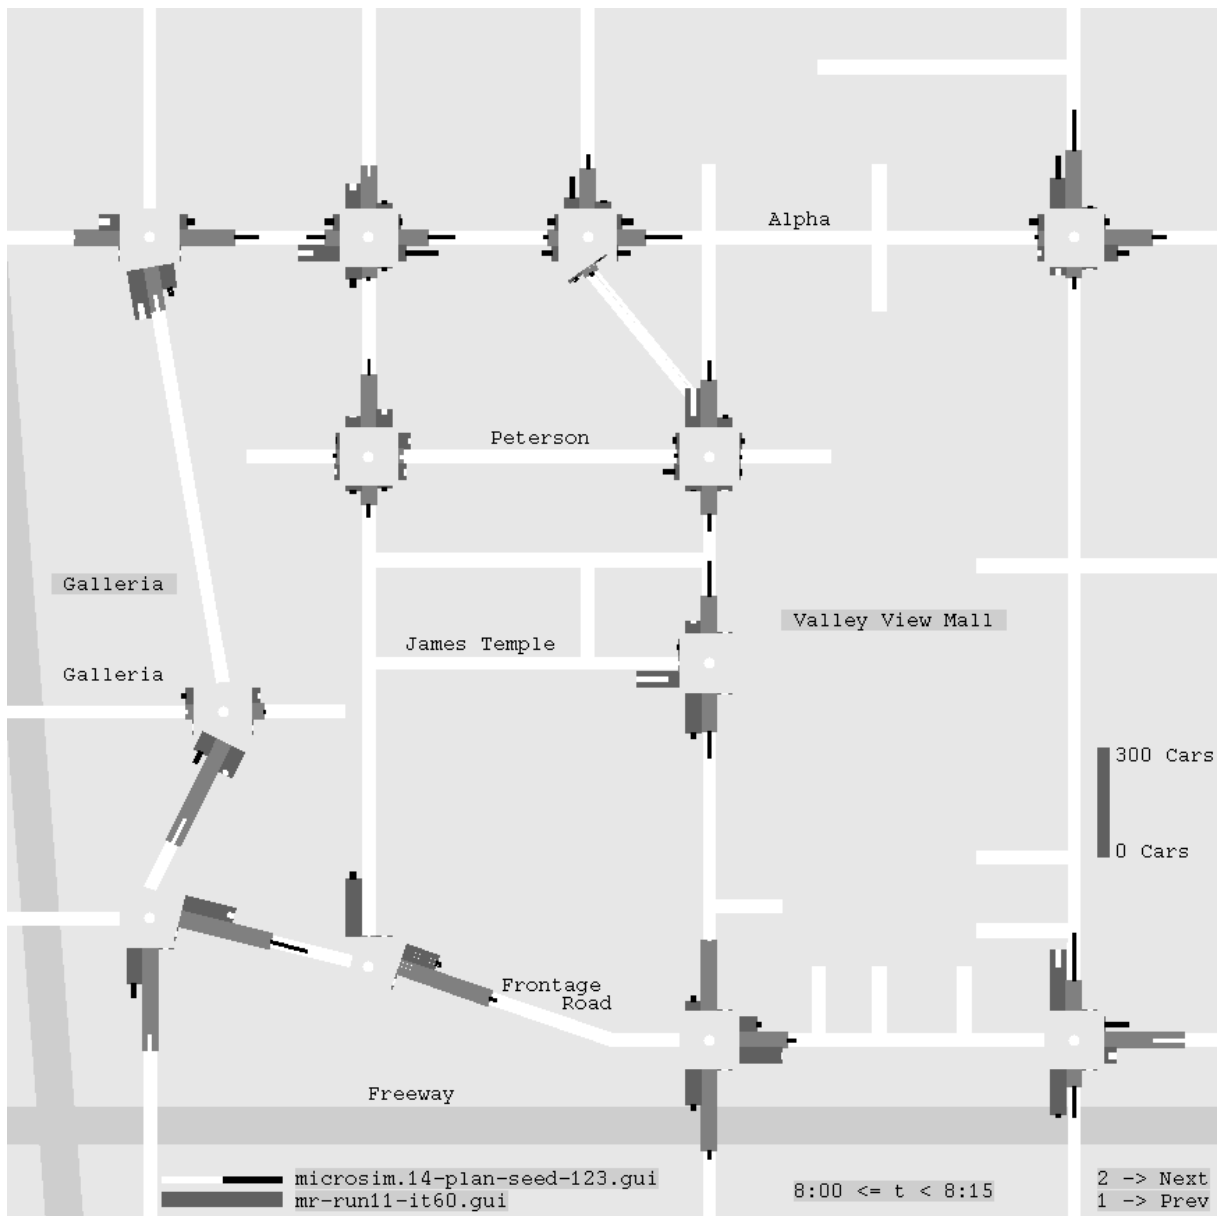 Alpha
Peterson
Galleria
Valley View Mall
James Temple
Galleria
300 Cars
0 Cars
Frontage
Road
Freeway
microsim.14-plan-seed-123.gui
mr-run11-it60.gui
8:00 <= t < 8:15
2 -> Next
1 -> Prev